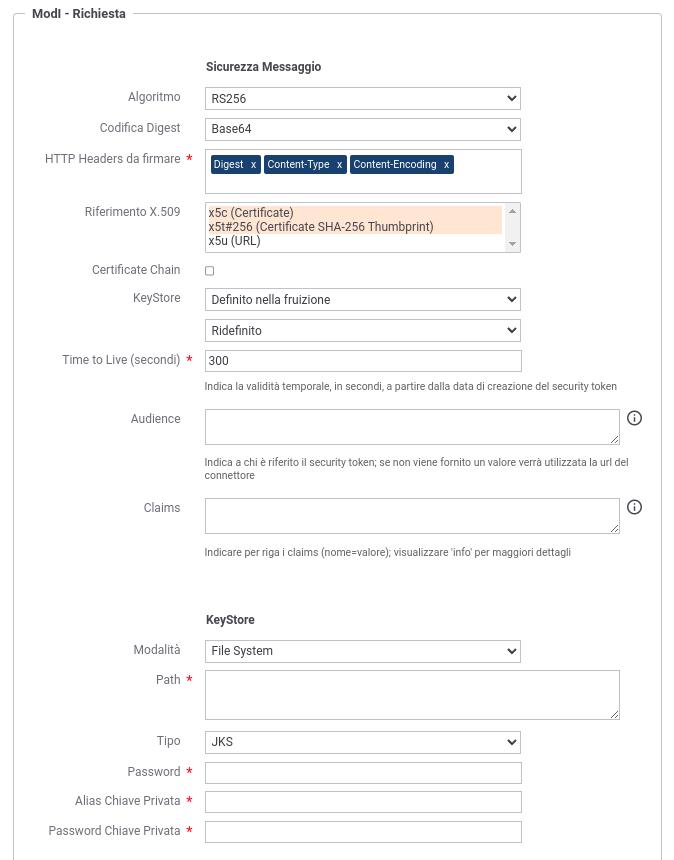 ModI - Richiesta
Sicurezza Messaggio
Algoritmo RS256
Codifica Digest Base64
HTTP Headers da firmare * Digest x Content-Type x Content-Encoding x
Riferimento X.509 x5c (Certificate)
x5t#256 (Certificate SHA-256 Thumbprint)
x5u (URL)
Certificate Chain
KeyStore Definito nella fruizione
Ridefinito
Time to Live (secondi) * 300
Indica la validità temporale, in secondi, a partire dalla data di creazione del security token
Audience
Indica a chi è riferito il security token; se non viene fornito un valore verrà utilizzata la url del
connettore
Claims
Indicare per riga i claims (nome=valore); visualizzare 'info' per maggiori dettagli
KeyStore
Modalità File System
Path *
Tipo JKS
Password *
Alias Chiave Privata *
Password Chiave Privata *